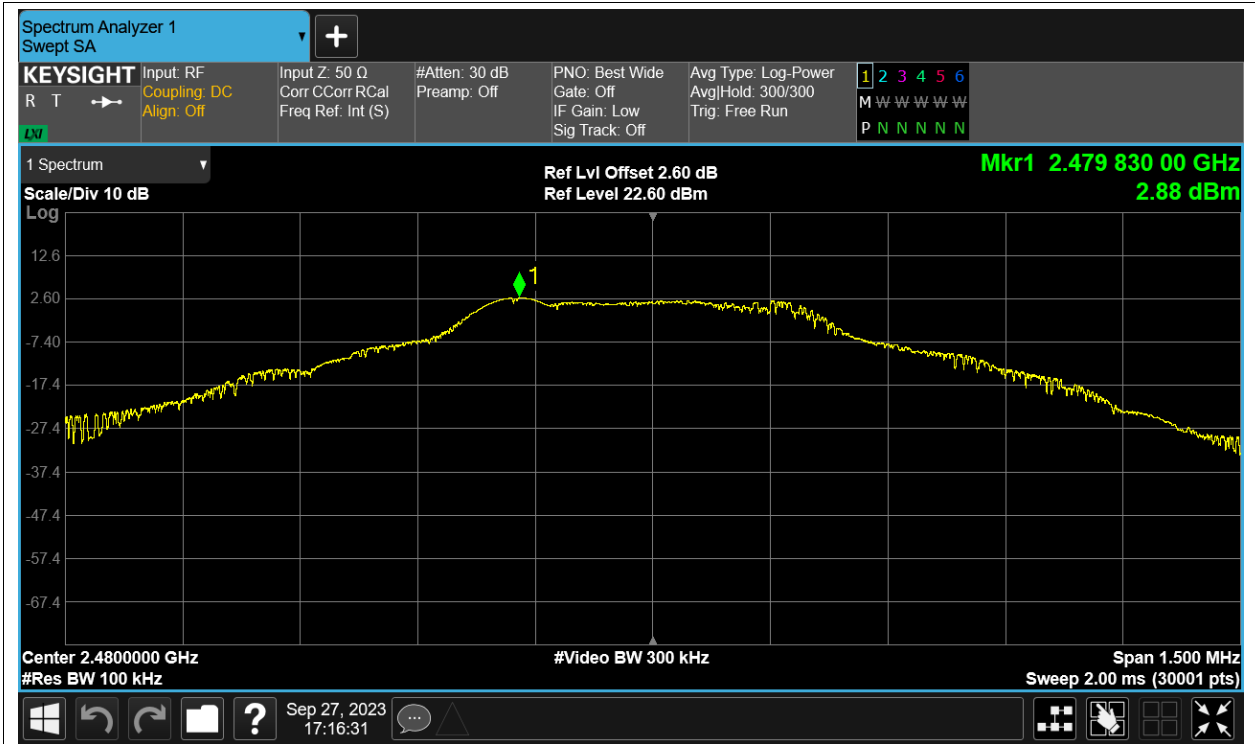 Spectrum Analyzer 1
Swept SA
+
KEYSIGHT
R T
LXI
Input: RF
Coupling: DC
Align: Off
Input Z: 50 Ω
Corr CCorr RCal
Freq Ref: Int (S)
#Atten: 30 dB
Preamp: Off
PNO: Best Wide
Gate: Off
IF Gain: Low
Sig Track: Off
Avg Type: Log-Power
Avg|Hold: 300/300
Trig: Free Run
1 2 3 4 5 6
M W W W W W
P N N N N N
1 Spectrum
Scale/Div 10 dB
Log
Ref Lvl Offset 2.60 dB
Ref Level 22.60 dBm
Mkr1 2.479 830 00 GHz
2.88 dBm
1
12.6
2.60
-7.40
-17.4
-27.4
-37.4
-47.4
-57.4
-67.4
Center 2.4800000 GHz
#Video BW 300 kHz
Span 1.500 MHz
#Res BW 100 kHz
Sweep 2.00 ms (30001 pts)
?
Sep 27, 2023
17:16:31